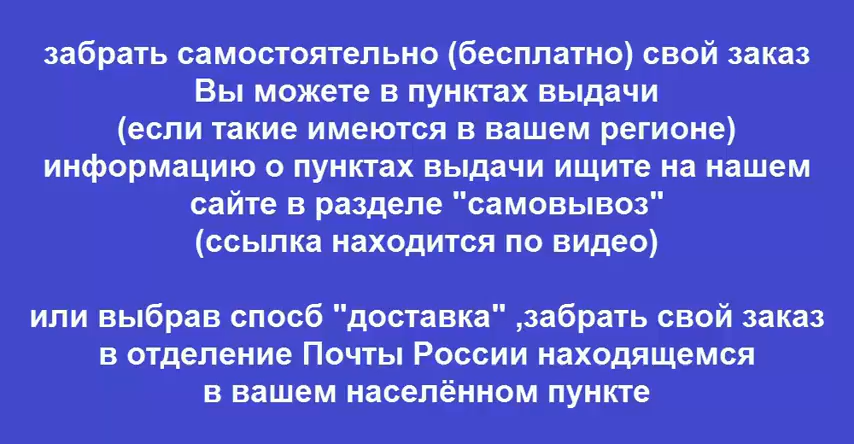 забрать самостоятельно (бесплатно) свой заказ
Вы можете в пунктах выдачи
(если такие имеются в вашем регионе)
информацию о пунктах выдачи ищите на нашем
сайте в разделе "самовывоз"
(ссылка находится по видео)
или выбрав спосб "доставка" ,забрать свой заказ
в отделение Почты России находящемся
в вашем населённом пункте